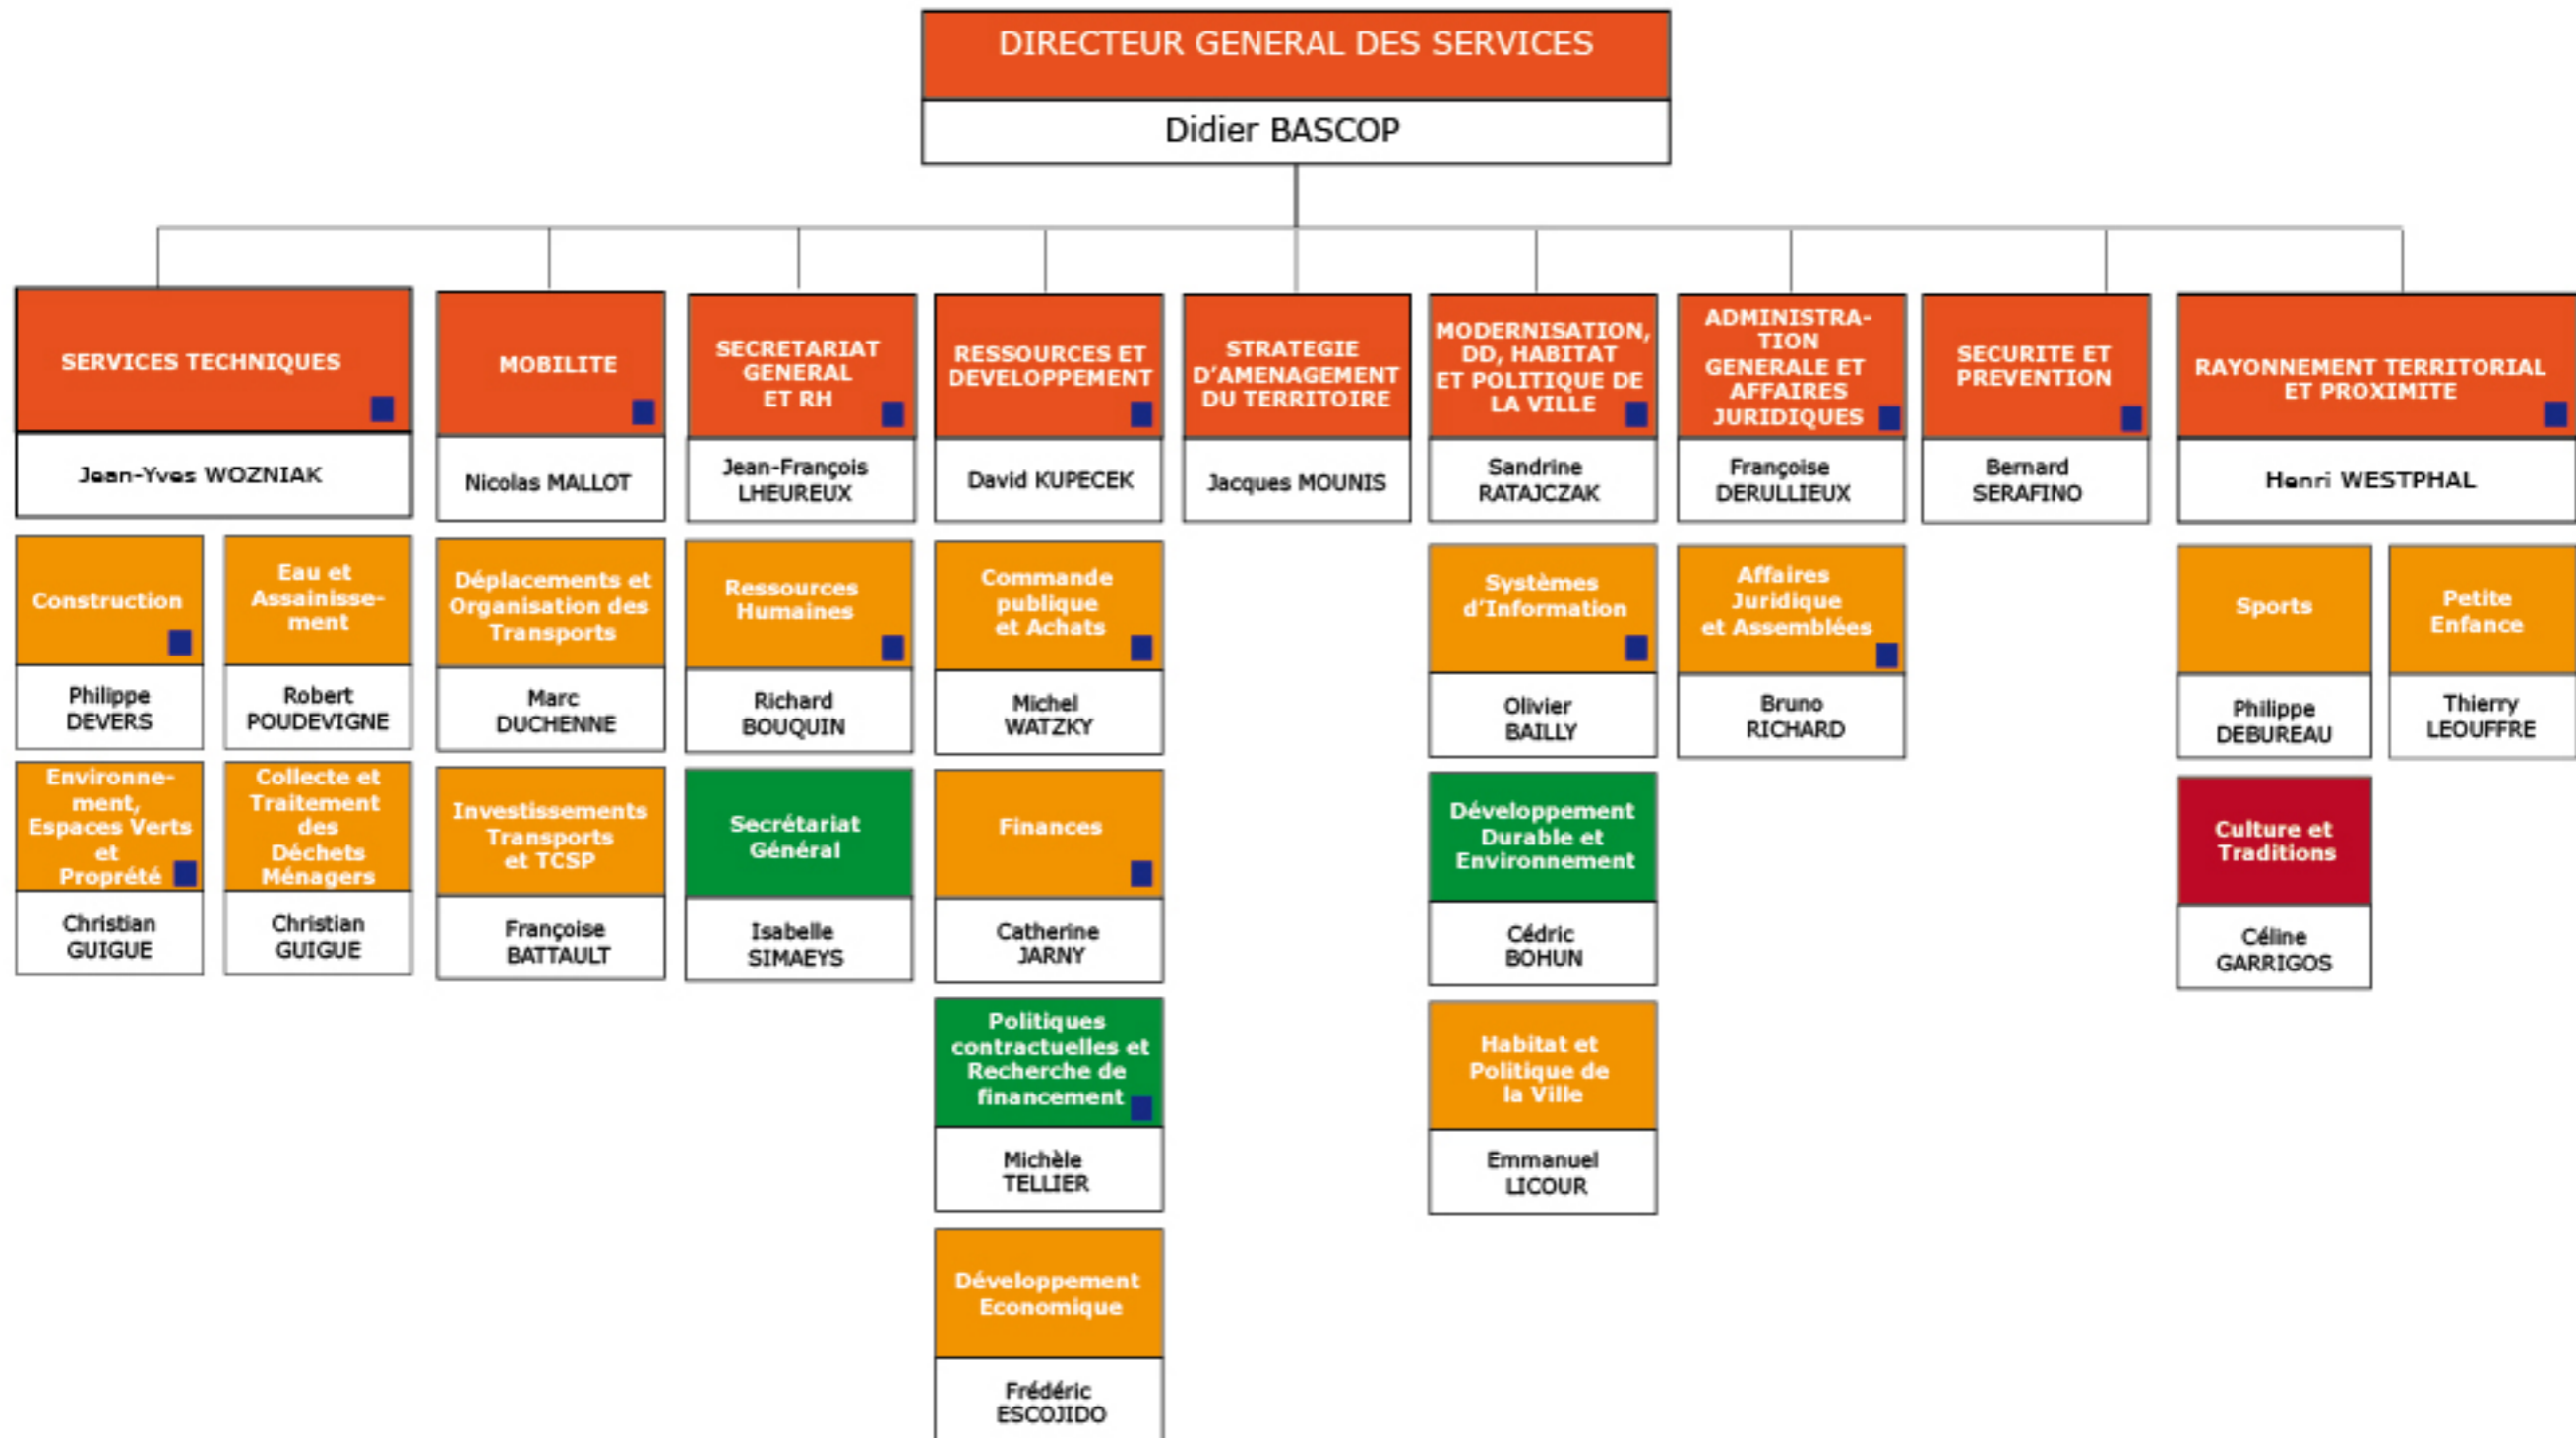 DIRECTEUR GENERAL DES SERVICES
Didier BASCOP
SERVICES TECHNIQUES
Jean-Yves WOZNIAK
Construction
Philippe
DEVERS
Eau et
Assainisse-
ment
Robert
POUDEVIGNE
Environne-
ment,
Espaces Verts
et
Proprété
Christian
GUIGUE
Collecte et
Traitement
des
Déchets
Ménagers
Christian
GUIGUE
MOBILITE
Nicolas MALLOT
Déplacements et
Organisation des
Transports
Marc
DUCHENNE
Investissements
Transports
et TCSP
Françoise
BATTAULT
SECRETARIAT
GENERAL
ET RH
Jean-François
LHEUREUX
Ressources
Humaines
Richard
BOUQUIN
Secrétariat
Général
Isabelle
SIMAEYS
RESSOURCES ET
DEVELOPPEMENT
David KUPECEK
Commande
publique
et Achats
Michel
WATZKY
Finances
Catherine
JARNY
Politiques
contractuelles et
Recherche de
financement
Michèle
TELLIER
Développement
Economique
Frédéric
ESCOJIDO
STRATEGIE
D'AMENAGEMENT
DU TERRITOIRE
Jacques MOUNIS
MODERNISATION,
DD, HABITAT
ET POLITIQUE DE
LA VILLE
Sandrine
RATAJCZAK
Systèmes
d'Information
Olivier
BAILLY
Développement
Durable et
Environnement
Cédric
BOHUN
Habitat et
Politique de
la Ville
Emmanuel
LICOUR
ADMINISTRA-
TION
GENERALE ET
AFFAIRES
JURIDIQUES
Françoise
DERULLIEUX
Affaires
Juridique
et Assemblées
Bruno
RICHARD
SECURITE ET
PREVENTION
Bernard
SERAFINO
RAYONNEMENT TERRITORIAL
ET PROXIMITE
Henri WESTPHAL
Sports
Philippe
DEBUREAU
Petite
Enfance
Thierry
LEOUFFRE
Culture et
Traditions
Céline
GARRIGOS